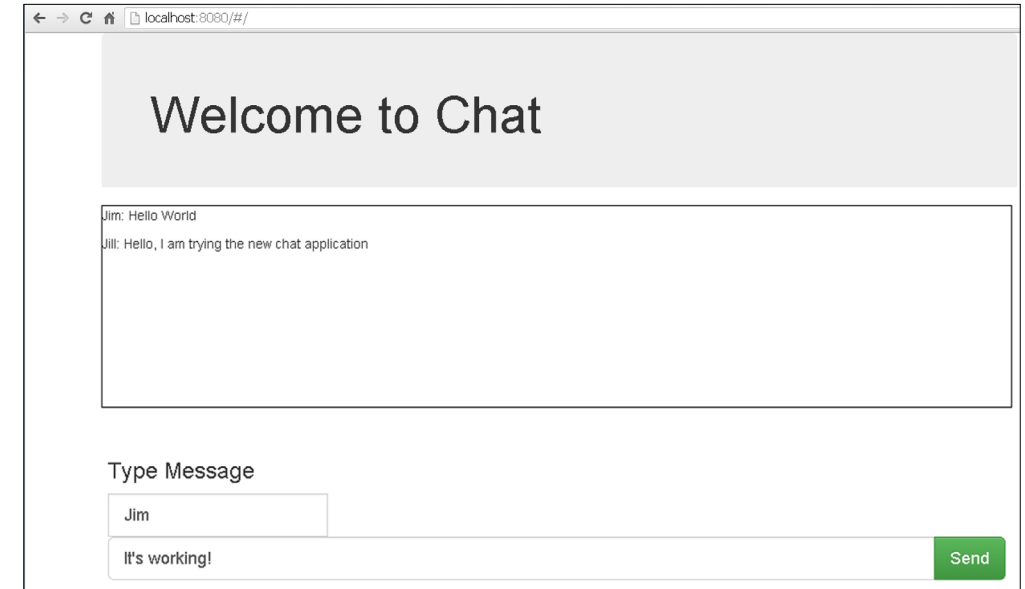 localhost:8080/#/
Welcome to Chat
Jim: Hello World
Jill: Hello, I am trying the new chat application
Type Message
Jim
It's working!
Send